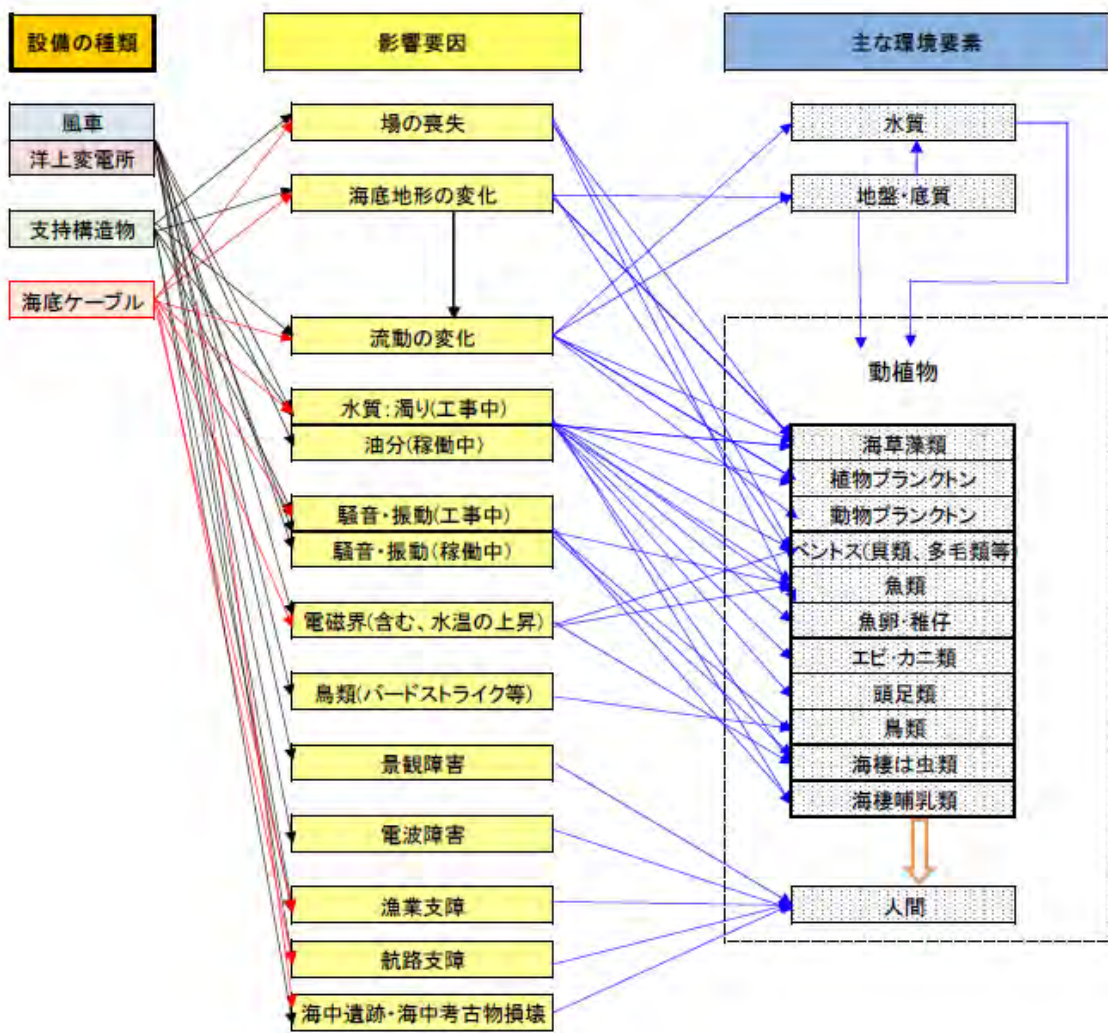 設備の種類
影響要因
主な環境要素
風車
洋上変電所
支持構造物
海底ケーブル
場の喪失
海底地形の変化
流動の変化
水質:濁り(工事中)
油分(稼働中)
騒音・振動(工事中)
騒音・振動(稼働中)
電磁界(含む、水温の上昇)
鳥類(バードストライク等)
景観障害
電波障害
漁業支障
航路支障
海中遺跡・海中考古物損壊
水質
地盤・底質
動植物
海草藻類
植物プランクトン
動物プランクトン
ベントス(貝類、多毛類等)
魚類
魚卵・稚仔
エビ・カニ類
頭足類
鳥類
海棲は虫類
海棲哺乳類
人間